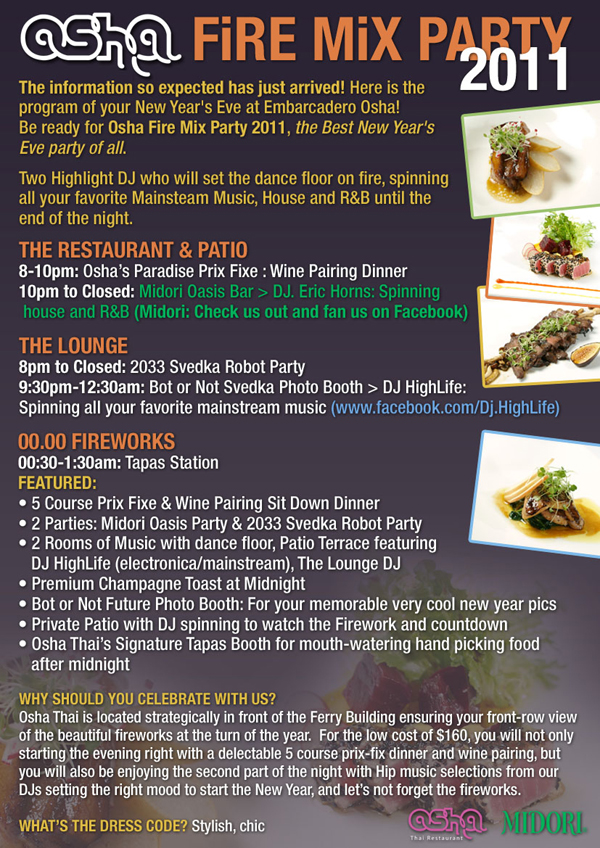 osha FiRE MiX PARTY
2011
The information so expected has just arrived! Here is the
program of your New Year's Eve at Embarcadero Osha!
Be ready for Osha Fire Mix Party 2011, the Best New Year's
Eve party of all.
Two Highlight DJ who will set the dance floor on fire, spinning
all your favorite Mainsteam Music, House and R&B until the
end of the night.
THE RESTAURANT & PATIO
8-10pm: Osha's Paradise Prix Fixe : Wine Pairing Dinner
10pm to Closed: Midori Oasis Bar > DJ. Eric Horns: Spinning
house and R&B (Midori: Check us out and fan us on Facebook)
THE LOUNGE
8pm to Closed: 2033 Svedka Robot Party
9:30pm-12:30am: Bot or Not Svedka Photo Booth > DJ HighLife:
Spinning all your favorite mainstream music (www.facebook.com/Dj.HighLife)
00.00 FIREWORKS
00:30-1:30am: Tapas Station
FEATURED:
• 5 Course Prix Fixe & Wine Pairing Sit Down Dinner
• 2 Parties: Midori Oasis Party & 2033 Svedka Robot Party
• 2 Rooms of Music with dance floor, Patio Terrace featuring
DJ HighLife (electronica/mainstream), The Lounge DJ
• Premium Champagne Toast at Midnight
• Bot or Not Future Photo Booth: For your memorable very cool new year pics
• Private Patio with DJ spinning to watch the Firework and countdown
• Osha Thai's Signature Tapas Booth for mouth-watering hand picking food
after midnight
WHY SHOULD YOU CELEBRATE WITH US?
Osha Thai is located strategically in front of the Ferry Building ensuring your front-row view
of the beautiful fireworks at the turn of the year. For the low cost of $160, you will not only
starting the evening right with a delectable 5 course prix-fix dinner and wine pairing, but
you will also be enjoying the second part of the night with Hip music selections from our
DJs setting the right mood to start the New Year, and let's not forget the fireworks.
WHAT'S THE DRESS CODE? Stylish, chic
osha
Thai Restaurant
MIDORI